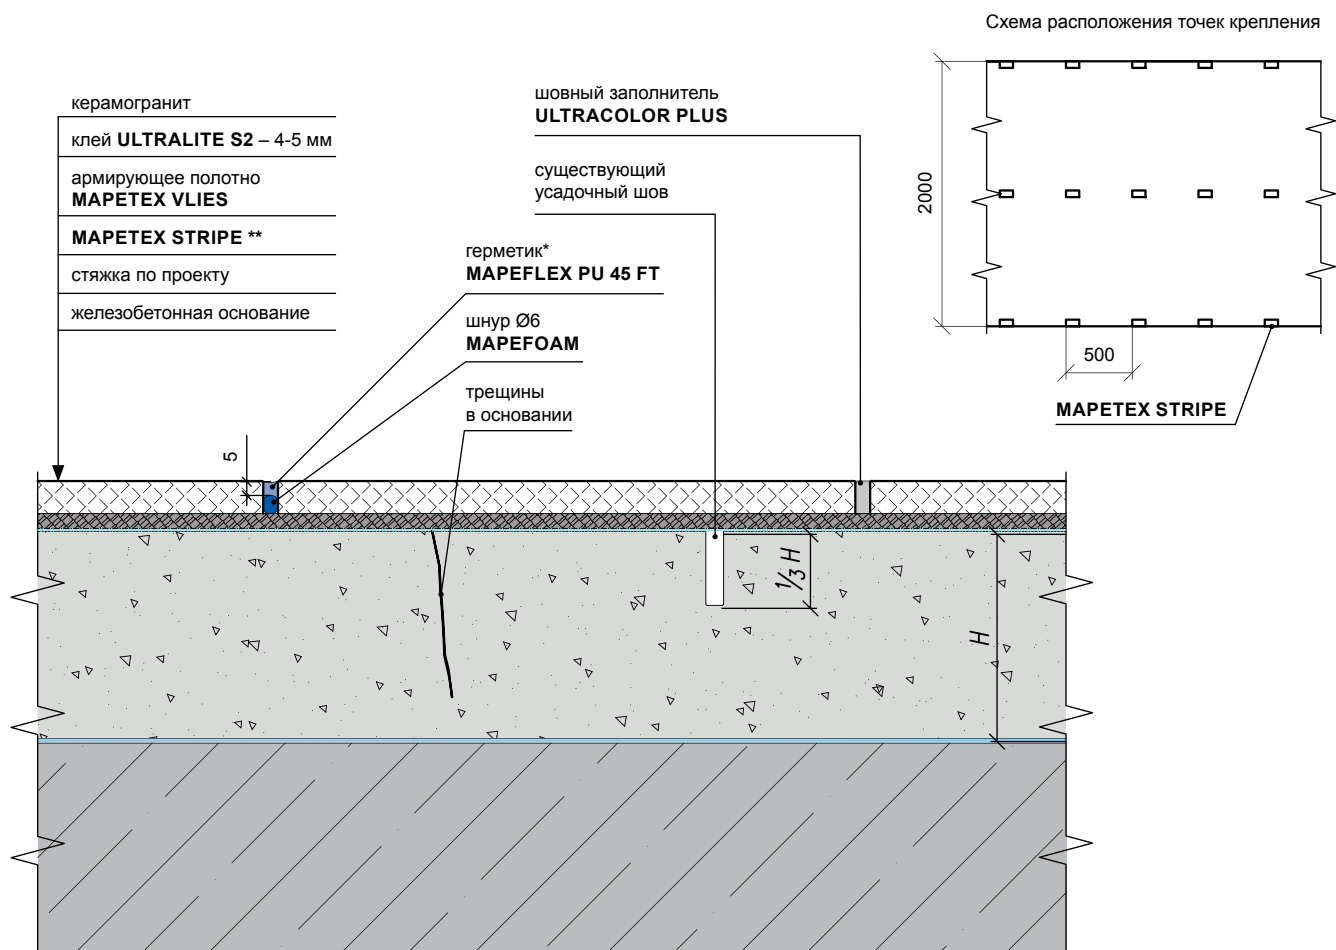 Схема расположения точек крепления
керамогранит
клей ULTRALITE S2 – 4-5 мм
армирующее полотно
MAPETEX VLIES
MAPETEX STRIPE **
стяжка по проекту
железобетонная основание
шовный заполнитель
ULTRACOLOR PLUS
существующий
усадочный шов
герметик*
MAPEFLEX PU 45 FT
шнур Ø6
MAPEFOAM
трещины
в основании
2000
500
MAPETEX STRIPE
5
1/3 H
H